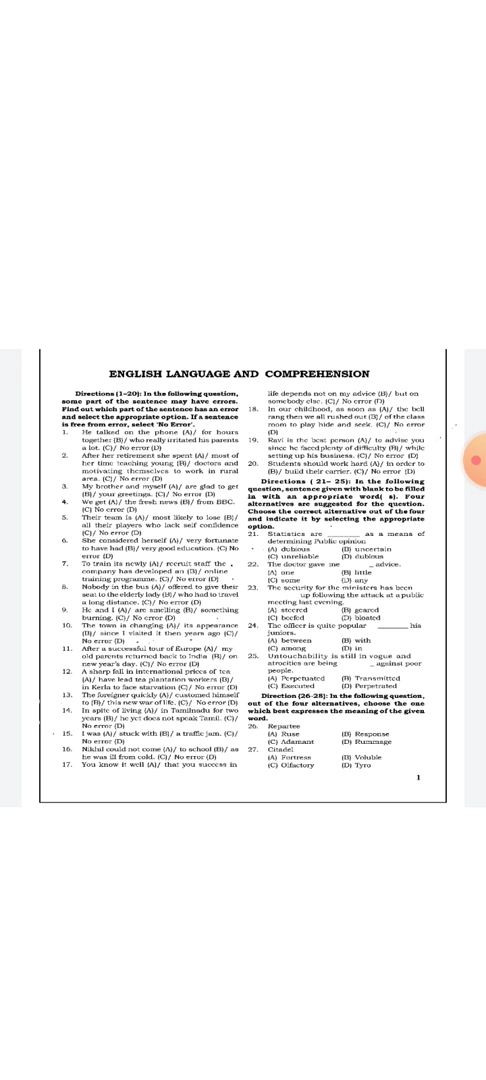 ENGLISH LANGUAGE AND COMPREHENSION
Directions (1-20): In the following question,
some part of the sentence may have errors.
Find out which part of the sentence has an error
and select the appropriate option. If a sentence
is free from error, select 'No Error'.
1. He talked on the phone (A)/ for hours
together (B)/ who really irritated his parents
a lot. (C)/ No error (D)
2. After her retirement she spent (A)/ most of
her time teaching young (B)/ doctors and
motivating themselves to work in rural
area. (C)/ No error (D)
3. My brother and myself (A)/ are glad to get
(B)/ your greetings. (C)/ No error (D)
4. We get (A)/ the fresh news (B)/ from BBC.
(C) No error (D)
5. Their team is (A)/ most likely to lose (B)/
all their players who lack self confidence
(C)/ No error (D)
6. She considered herself (A)/ very fortunate
to have had (B)/ very good education. (C) No
error (D)
7. To train its newly (A)/ recruit staff the
company has developed an (B)/ online
training programme. (C)/ No error (D)
8. Nobody in the bus (A)/ offered to give their
seat to the elderly lady (B)/ who had to travel
a long distance. (C)/ No error (D)
9. He and I (A)/ are smelling (B)/ something
burning. (C)/ No error (D)
10. The town is changing (A)/ its appearance
(B)/ since I visited it then years ago (C)/
No error (D)
11. After a successful tour of Europe (A)/ my
old parents returned back to India (B)/ on
new year's day. (C)/ No error (D)
12. A sharp fall in international prices of tea
(A)/ have lead tea plantation workers (B)/
in Kerla to face starvation (C)/ No error (D)
13. The foreigner quickly (A)/ customed himself
to (B)/ this new war of life. (C)/ No error (D)
14. In spite of living (A)/ in Tamilnadu for two
years (B)/ he yet does not speak Tamil. (C)/
No error (D)
15. I was (A)/ stuck with (B)/ a traffic jam. (C)/
No error (D)
16. Nikhil could not come (A)/ to school (B)/ as
he was ill from cold. (C)/ No error (D)
17. You know it well (A)/ that you success in
life depends not on my advice (B)/ but on
somebody else. (C)/ No error (D)
18. In our childhood, as soon as (A)/ the bell
rang then we all rushed out (B)/ of the class
room to play hide and seek. (C)/ No error
(D)
19. Ravi is the best person (A)/ to advise you
since he faced plenty of difficulty (B)/ while
setting up his business. (C)/ No error (D)
20. Students should work hard (A)/ in order to
(B)/ build their carrier. (C)/ No error (D)
Directions ( 21- 25): In the following
question, sentence given with blank to be filled
in with an appropriate word( s). Four
alternatives are suggested for the question.
Choose the correct alternative out of the four
and indicate it by selecting the appropriate
option.
21. Statistics are ________ as a means of
determining Public opinion
(A) dubious (B) uncertain
(C) unreliable (D) dubious
22. The doctor gave me _ advice.
(A) one (B) little
(C) some (D) any
23. The security for the ministers has been
up following the attack at a public
meeting last evening.
(A) stored (B) geared
(C) beefed (D) bloated
24. The officer is quite popular ________ his
juniors.
(A) between (B) with
(C) among (D) in
25. Untouchability is still in vogue and
atrocities are being _ against poor
people.
(A) Perpetuated (B) Transmitted
(C) Executed (D) Perpetrated
Direction (26-28): In the following question,
out of the four alternatives, choose the one
which best expresses the meaning of the given
word.
26. Repartee
(A) Ruse (B) Response
(C) Adamant (D) Rummage
27. Citadel
(A) Fortress (B) Voluble
(C) Olfactory (D) Tyro
1